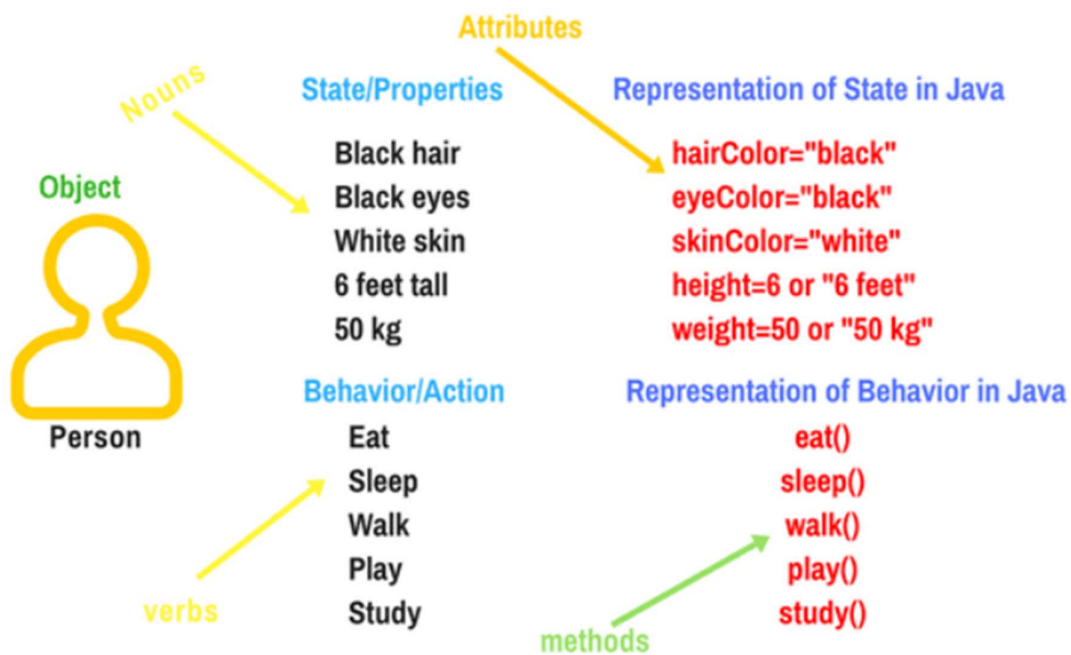 Attributes
Nouns
State/Properties
Representation of State in Java
Black hair
hairColor="black"
Object
Black eyes
eyeColor="black"
White skin
skinColor="white"
6 feet tall
height=6 or "6 feet"
50 kg
weight=50 or "50 kg"
Behavior/Action
Representation of Behavior in Java
Person
Eat
eat()
Sleep
sleep()
Walk
walk()
Play
play()
verbs
Study
study()
methods